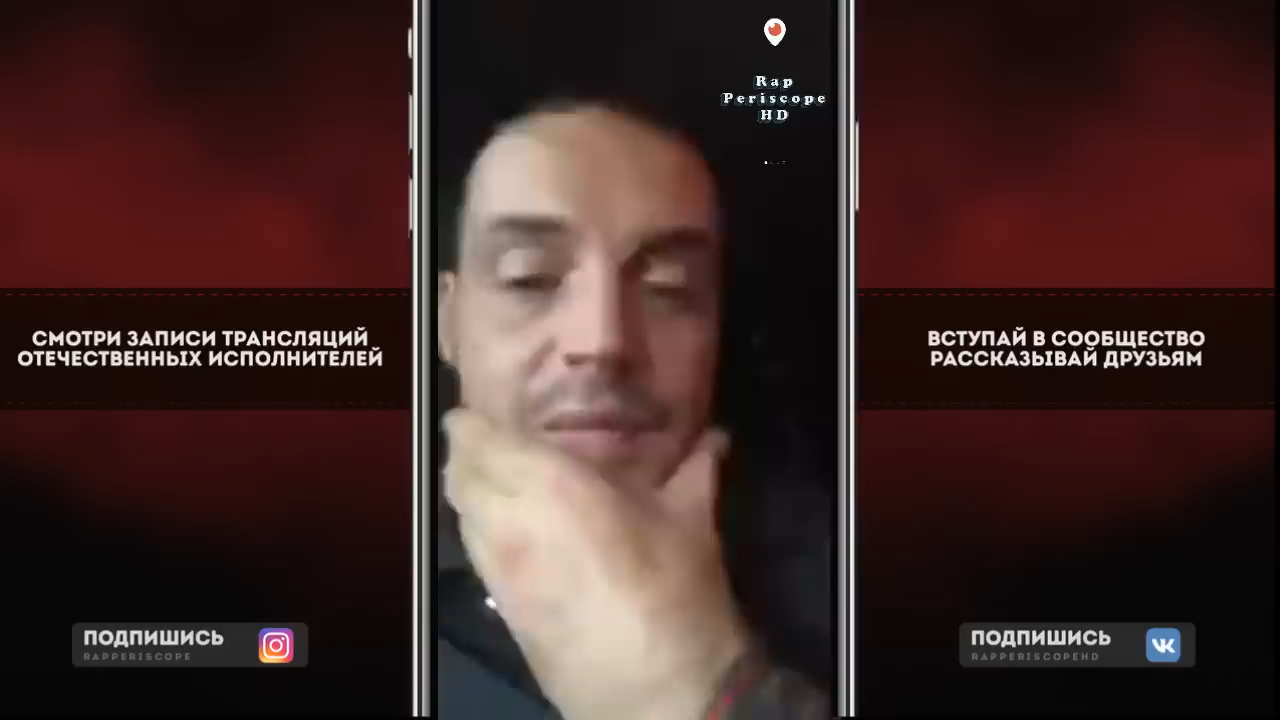 Rap
Periscope
HD
СМОТРИ ЗАПИСИ ТРАНСЛЯЦИЙ
ОТЕЧЕСТВЕННЫХ ИСПОЛНИТЕЛЕЙ
ВСТУПАЙ В СООБЩЕСТВО
РАССКАЗЫВАЙ ДРУЗЬЯМ
ПОДПИШИСЬ
RAPPERISCOPE
ПОДПИШИСЬ
RAPPERISCOPEHD